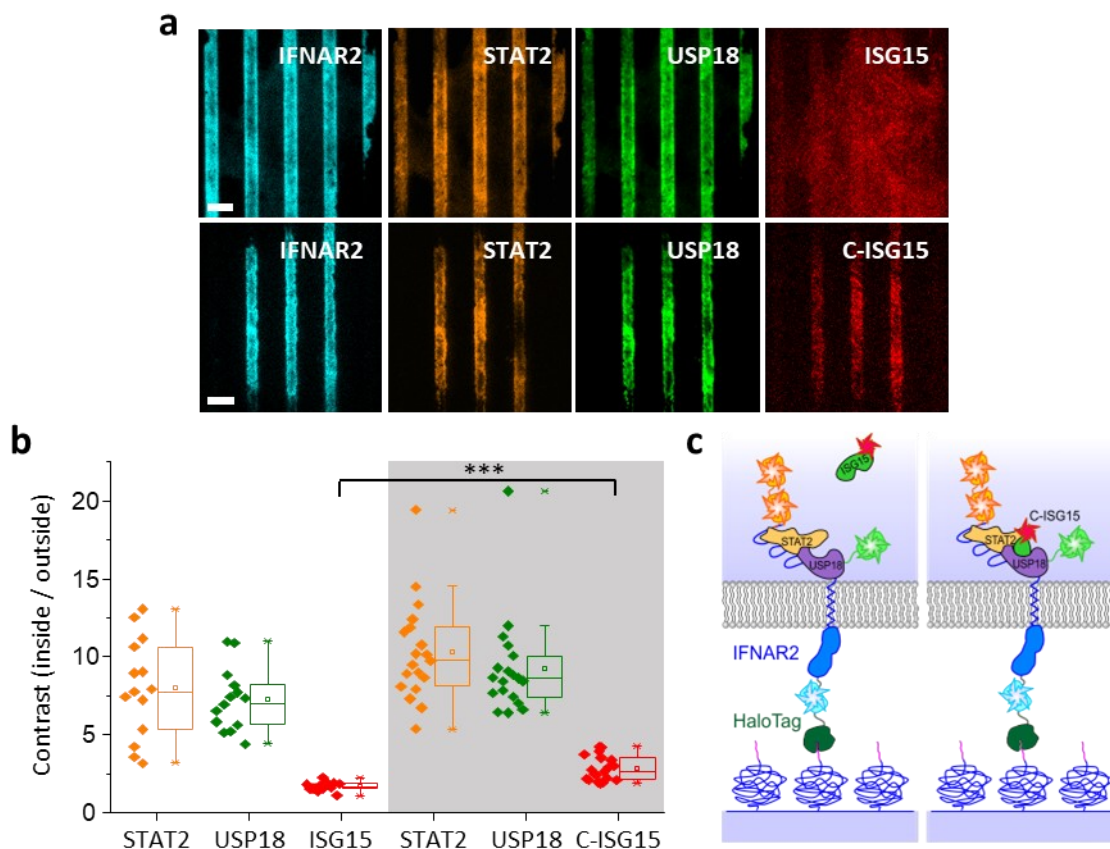 a
IFNAR2 STAT2 USP18 ISG15
IFNAR2 STAT2 USP18 C-ISG15
b
Contrast (inside / outside)
20
15
10
5
0
***
STAT2 USP18 ISG15 STAT2 USP18 C-ISG15
c
ISG15
STAT2
USP18
IFNAR2
HaloTag
C-ISG15
STAT2
USP18